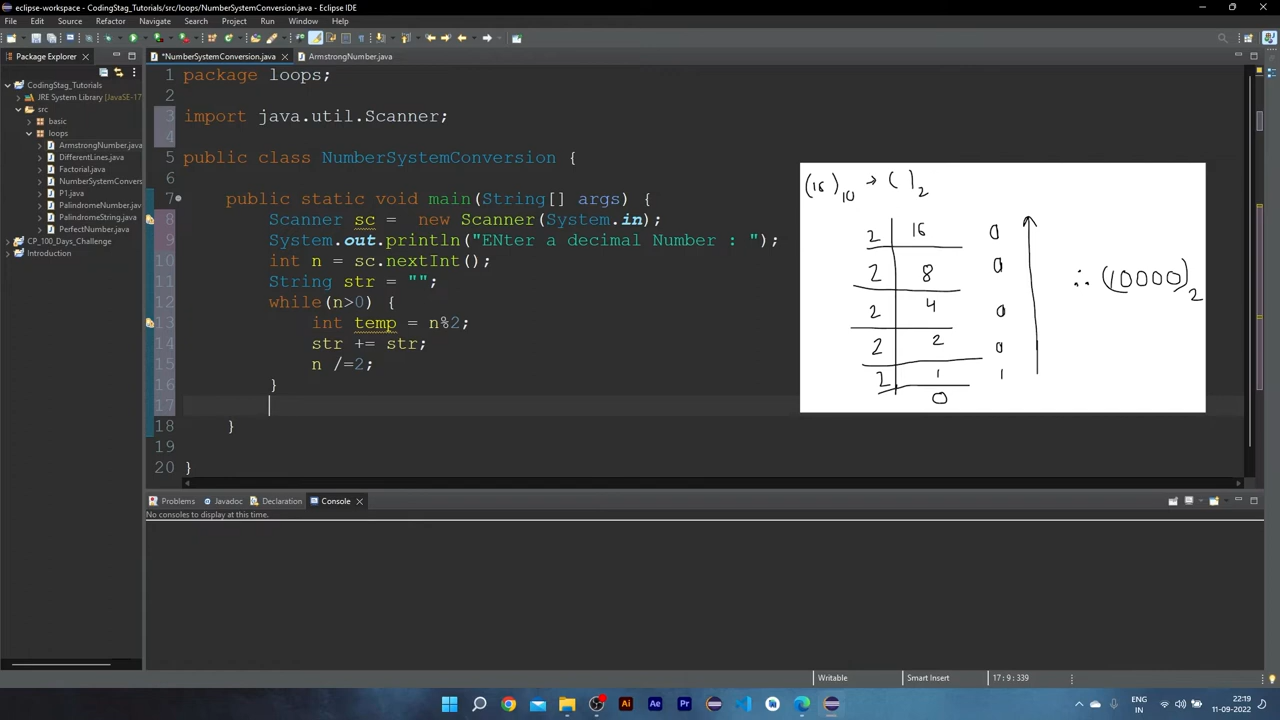 eclipse-workspace - CodingStag_Tutorials/src/loops/NumberSystemConversion.java - Eclipse IDE
File Edit Source Refactor Navigate Search Project Run Window Help
Package Explorer
*NumberSystemConversion.java
ArmstrongNumber.java
CodingStag_Tutorials
JRE System Library [JavaSE-17
src
basic
loops
ArmstrongNumber.java
DifferentLines.java
Factorial.java
NumberSystemConvers
P1.java
PalindromeNumber.java
PalindromeString.java
PerfectNumber.java
CP_100_Days_Challenge
Introduction
1 package loops;
2
3 import java.util.Scanner;
4
5 public class NumberSystemConversion {
6
7 public static void main(String[] args) {
8 Scanner sc = new Scanner(System.in);
9 System.out.println("ENter a decimal Number : ");
10 int n = sc.nextInt();
11 String str = "";
12 while(n>0) {
13 int temp = n%2;
14 str += str;
15 n /=2;
16 }
17
18 }
19
20 }
(16)10 → ( )2
2 16 0
2 8 0
2 4 0
2 2 0
2 1 1
0
∴ (10000)2
Problems Javadoc Declaration Console
No consoles to display at this time.
Writable Smart Insert 17 : 9 : 339
ENG
IN
22:19
11-09-2022